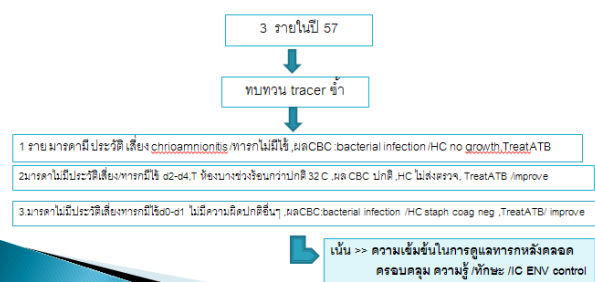 3 รายในปี 57
ทบทวน tracer ซ้ำ
1 ราย มารดามีประวัติ เสี่ยง chrioamnionitis /ทารกไม่มีไข้ ,ผลCBC :bacterial infection /HC no growth,TreatATB
2มารดาไม่มีประวัติเสี่ยง/ทารกมีไข้ d2-d4,T ห้องบางช่วงร้อนกว่าปกติ 32 C ,ผล CBC ปกติ ,HC ไม่ส่งตรวจ, TreatATB /improve
3.มารดาไม่มีประวัติเสี่ยงทารกมีไข้d0-d1 ไม่มีความผิดปกติอื่นๆ ,ผลCBC:bacterial infection /HC staph coag neg ,TreatATB/ improve
เน้น >> ความเข้มข้นในการดูแลทารกหลังคลอด
ครอบคลุม ความรู้ /ทักษะ /IC ENV control